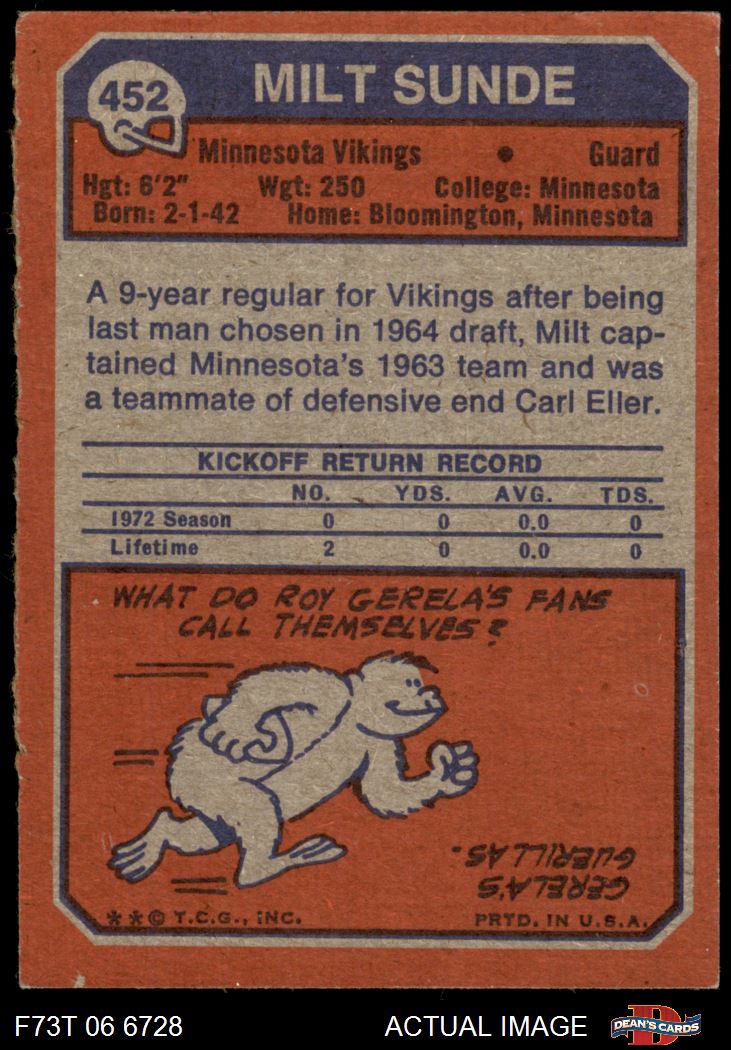 452
MILT SUNDE
Minnesota Vikings • Guard
Hgt: 6'2" Wgt: 250 College: Minnesota
Born: 2-1-42 Home: Bloomington, Minnesota
A 9-year regular for Vikings after being
last man chosen in 1964 draft, Milt cap-
tained Minnesota's 1963 team and was
a teammate of defensive end Carl Eller.
KICKOFF RETURN RECORD
NO. YDS. AVG. TDS.
1972 Season 0 0 0.0 0
Lifetime 2 0 0.0 0
WHAT DO ROY GERELA'S FANS
CALL THEMSELVES?
GERELA'S
GUERILLAS.
**© T.C.G., INC. PRTD. IN U.S.A.
F73T 06 6728 ACTUAL IMAGE
D
DEAN'S CARDS